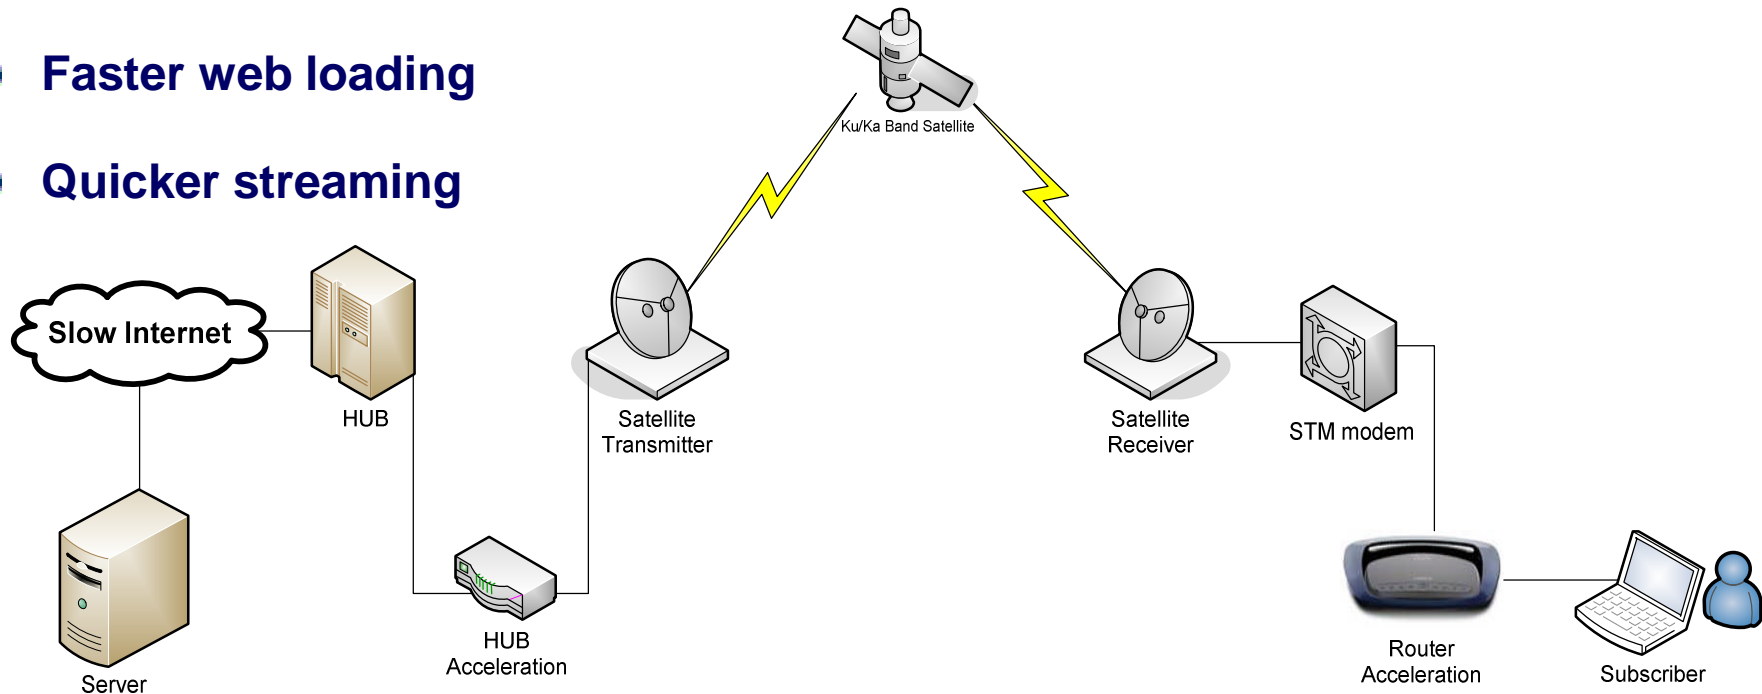 Faster web loading
Quicker streaming
Ku/Ka Band Satellite
Slow Internet
HUB
Satellite
Transmitter
Satellite
Receiver
STM modem
HUB
Acceleration
Server
Router
Acceleration
Subscriber